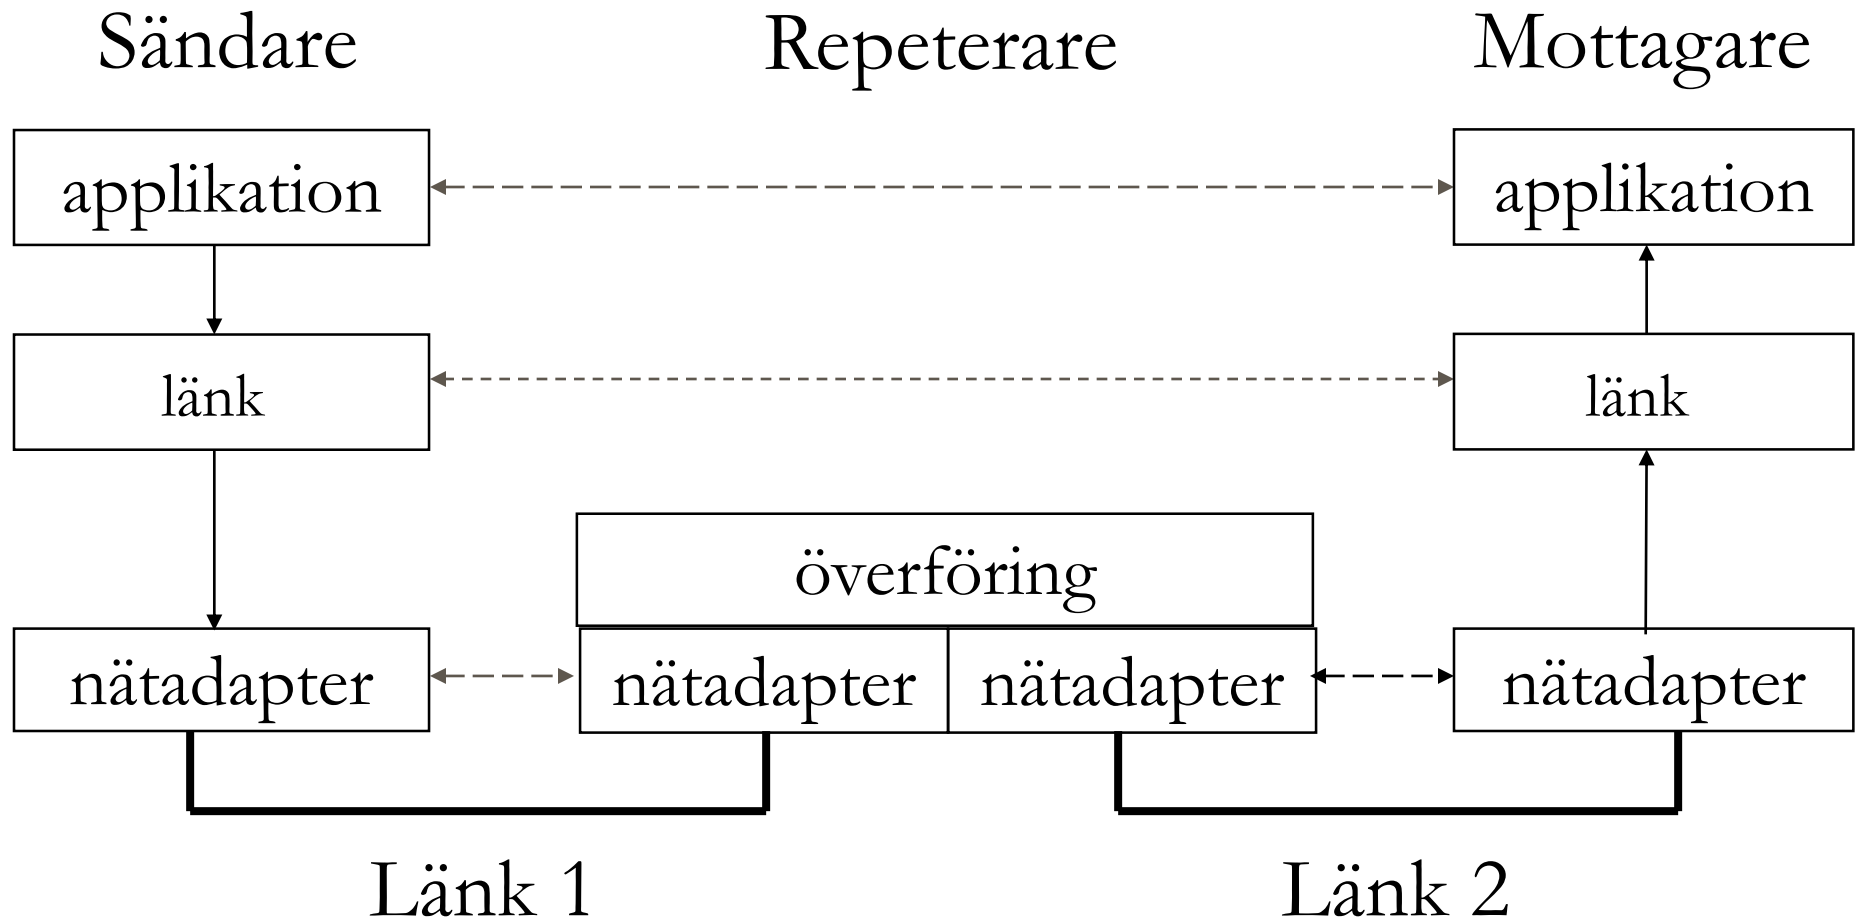 Sändare
Repeterare
Mottagare
applikation
applikation
länk
länk
överföring
nätadapter
nätadapter
nätadapter
nätadapter
Länk 1
Länk 2